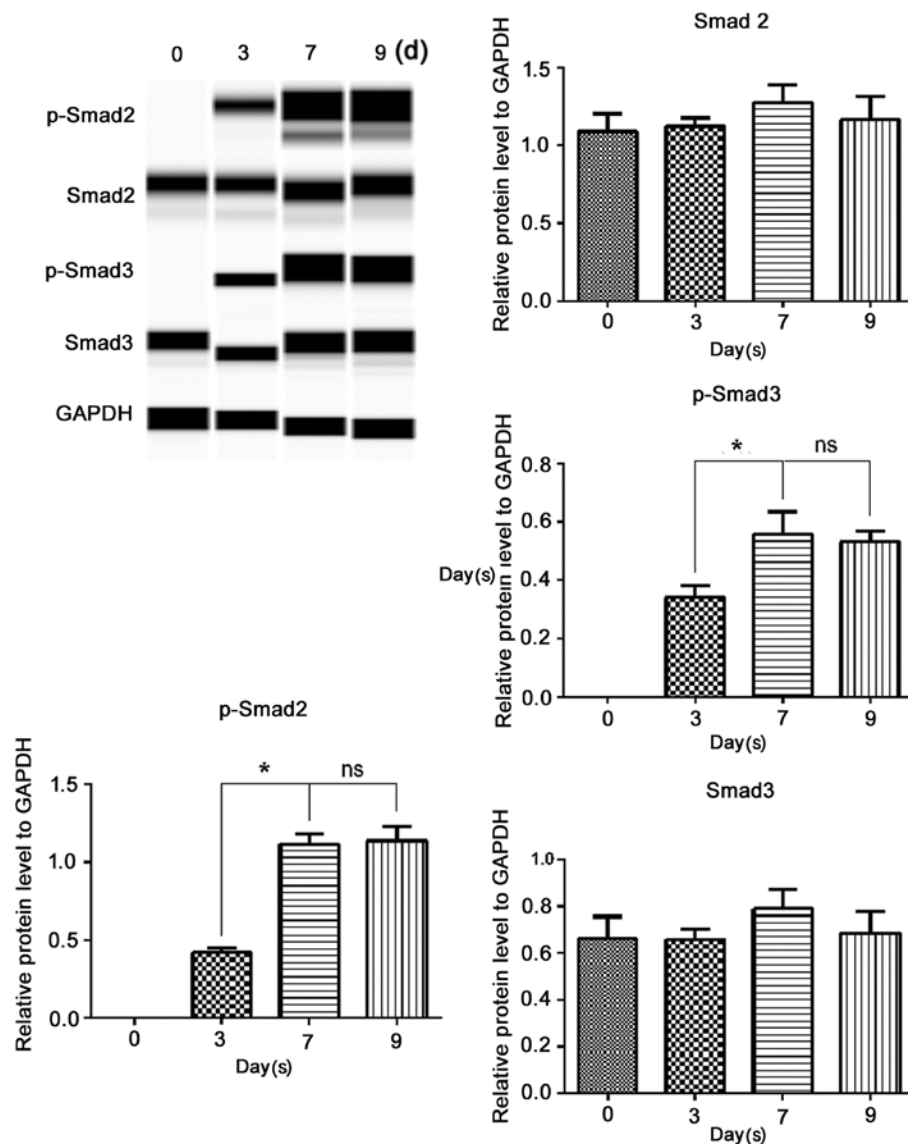 0 3 7 9 (d)
p-Smad2
Smad2
p-Smad3
Smad3
GAPDH
Smad 2
Relative protein level to GAPDH
1.5
1.0
0.5
0.0
0 3 7 9
Day(s)
p-Smad3
Day(s)
Relative protein level to GAPDH
0.8
0.6
0.4
0.2
0.0
* ns
0 3 7 9
Day(s)
p-Smad2
Relative protein level to GAPDH
1.5
1.0
0.5
0.0
* ns
0 3 7 9
Day(s)
Smad3
Relative protein level to GAPDH
1.0
0.8
0.6
0.4
0.2
0.0
0 3 7 9
Day(s)